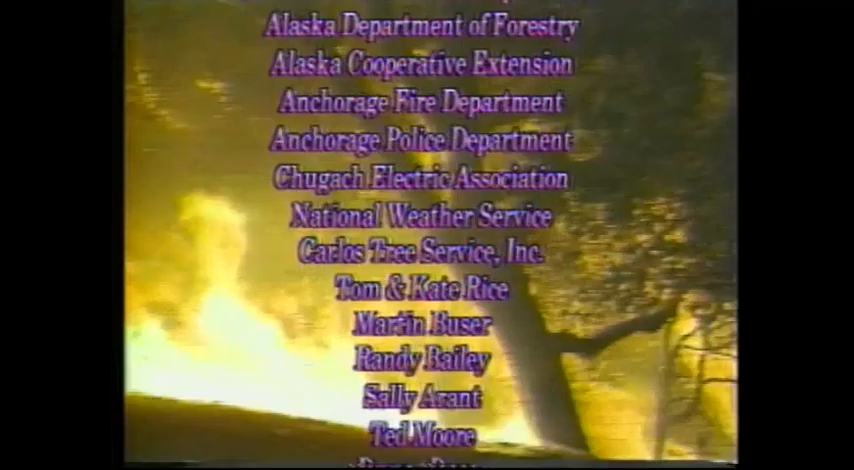 Alaska Department of Forestry
Alaska Cooperative Extension
Anchorage Fire Department
Anchorage Police Department
Chugach Electric Association
National Weather Service
Carlos Tree Service, Inc.
Tom & Kate Rice
Martin Buser
Randy Bailey
Sally Arant
Ted Moore